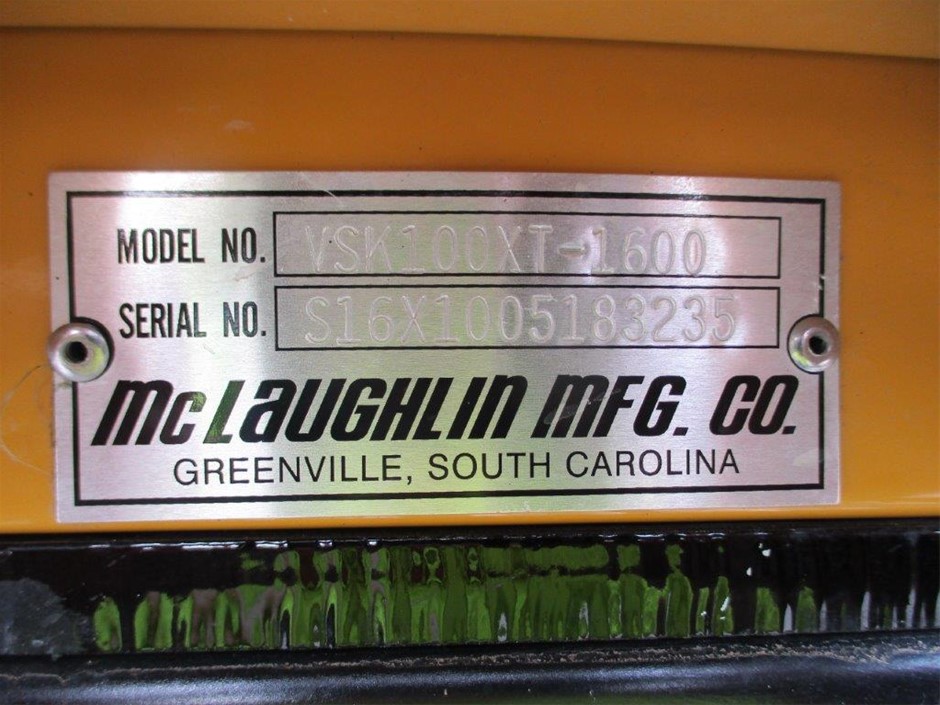 MODEL NO. VSK100XT-1600
SERIAL NO. S16X1005183235
McLAUGHLIN MFG. CO.
GREENVILLE, SOUTH CAROLINA